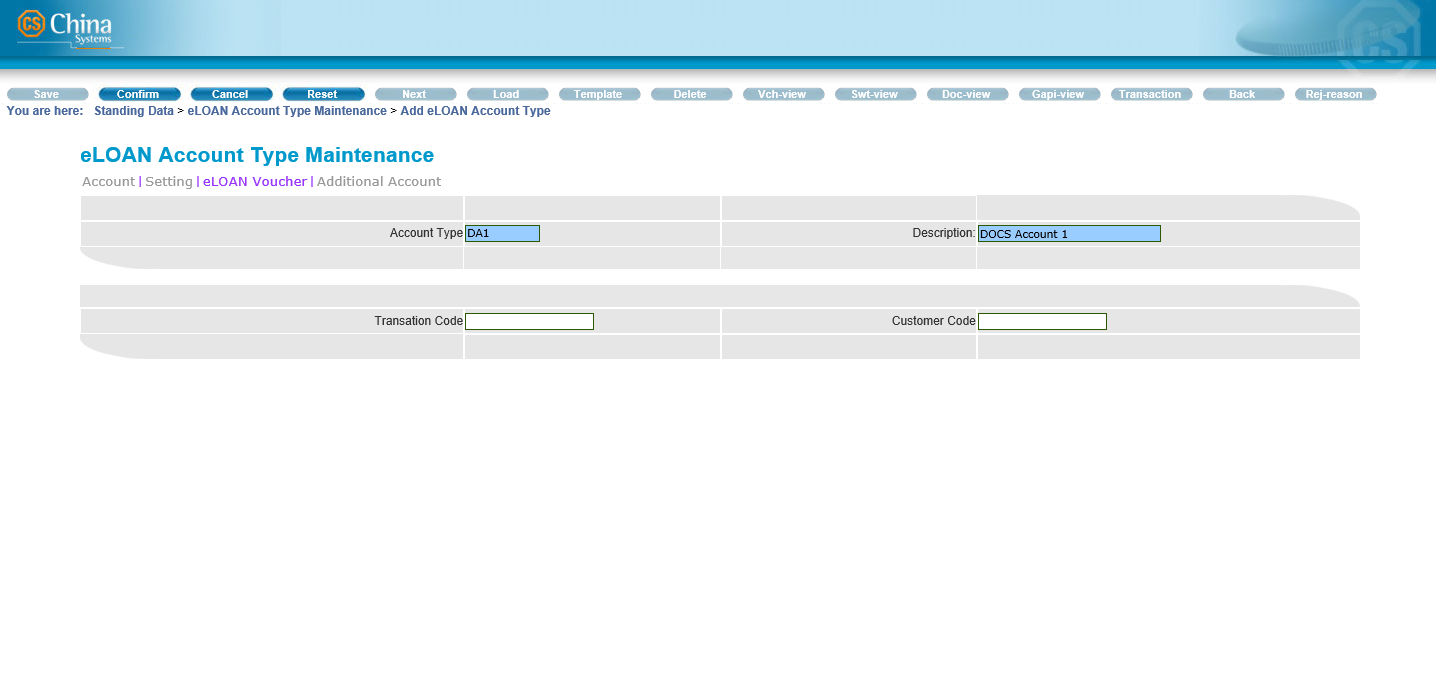 CS China
Systems
Save Confirm Cancel Reset Next Load Template Delete Vch-view Swt-view Doc-view Gapi-view Transaction Back Rej-reason
You are here: Standing Data > eLOAN Account Type Maintenance > Add eLOAN Account Type
eLOAN Account Type Maintenance
Account | Setting | eLOAN Voucher | Additional Account
Account Type DA1 Description: DOCS Account 1
Transation Code Customer Code